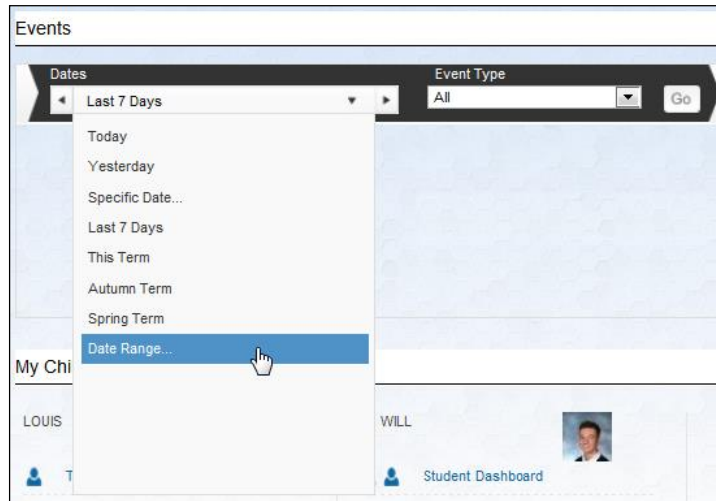 Events
Dates
Event Type
Last 7 Days
All
Go
Today
Yesterday
Specific Date...
Last 7 Days
This Term
Autumn Term
Spring Term
Date Range...
My Chi
LOUIS
WILL
T
Student Dashboard